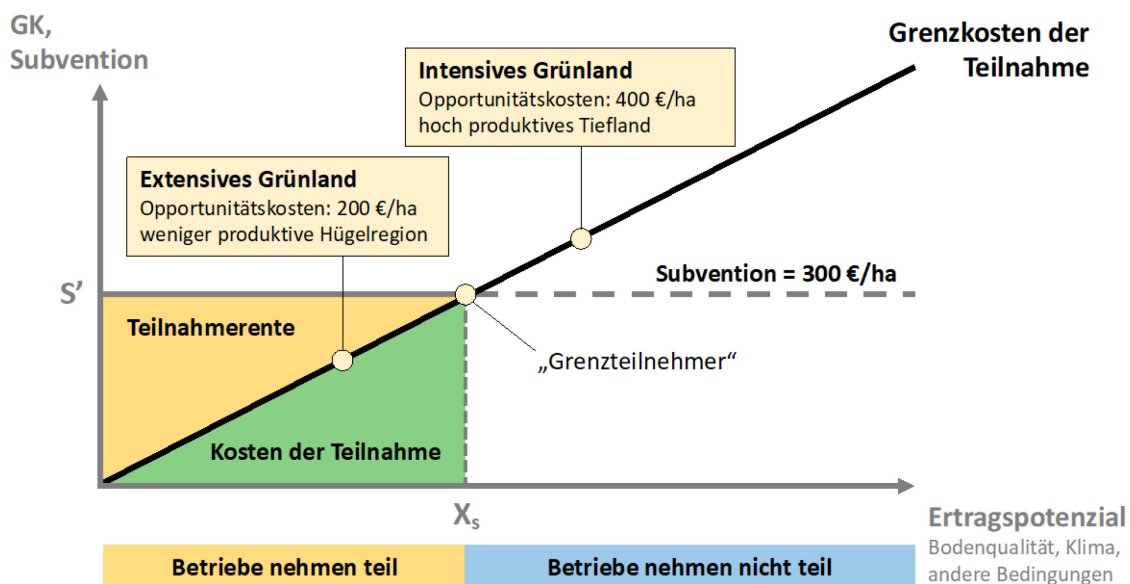 GK,
Subvention
Grenzkosten der
Teilnahme
Intensives Grünland
Opportunitätskosten: 400 €/ha
hoch produktives Tiefland
Extensives Grünland
Opportunitätskosten: 200 €/ha
weniger produktive Hügelregion
Subvention = 300 €/ha
S’
Teilnahmerente
„Grenzteilnehmer“
Kosten der Teilnahme
Xs
Ertragspotenzial
Bodenqualität, Klima,
andere Bedingungen
Betriebe nehmen teil
Betriebe nehmen nicht teil